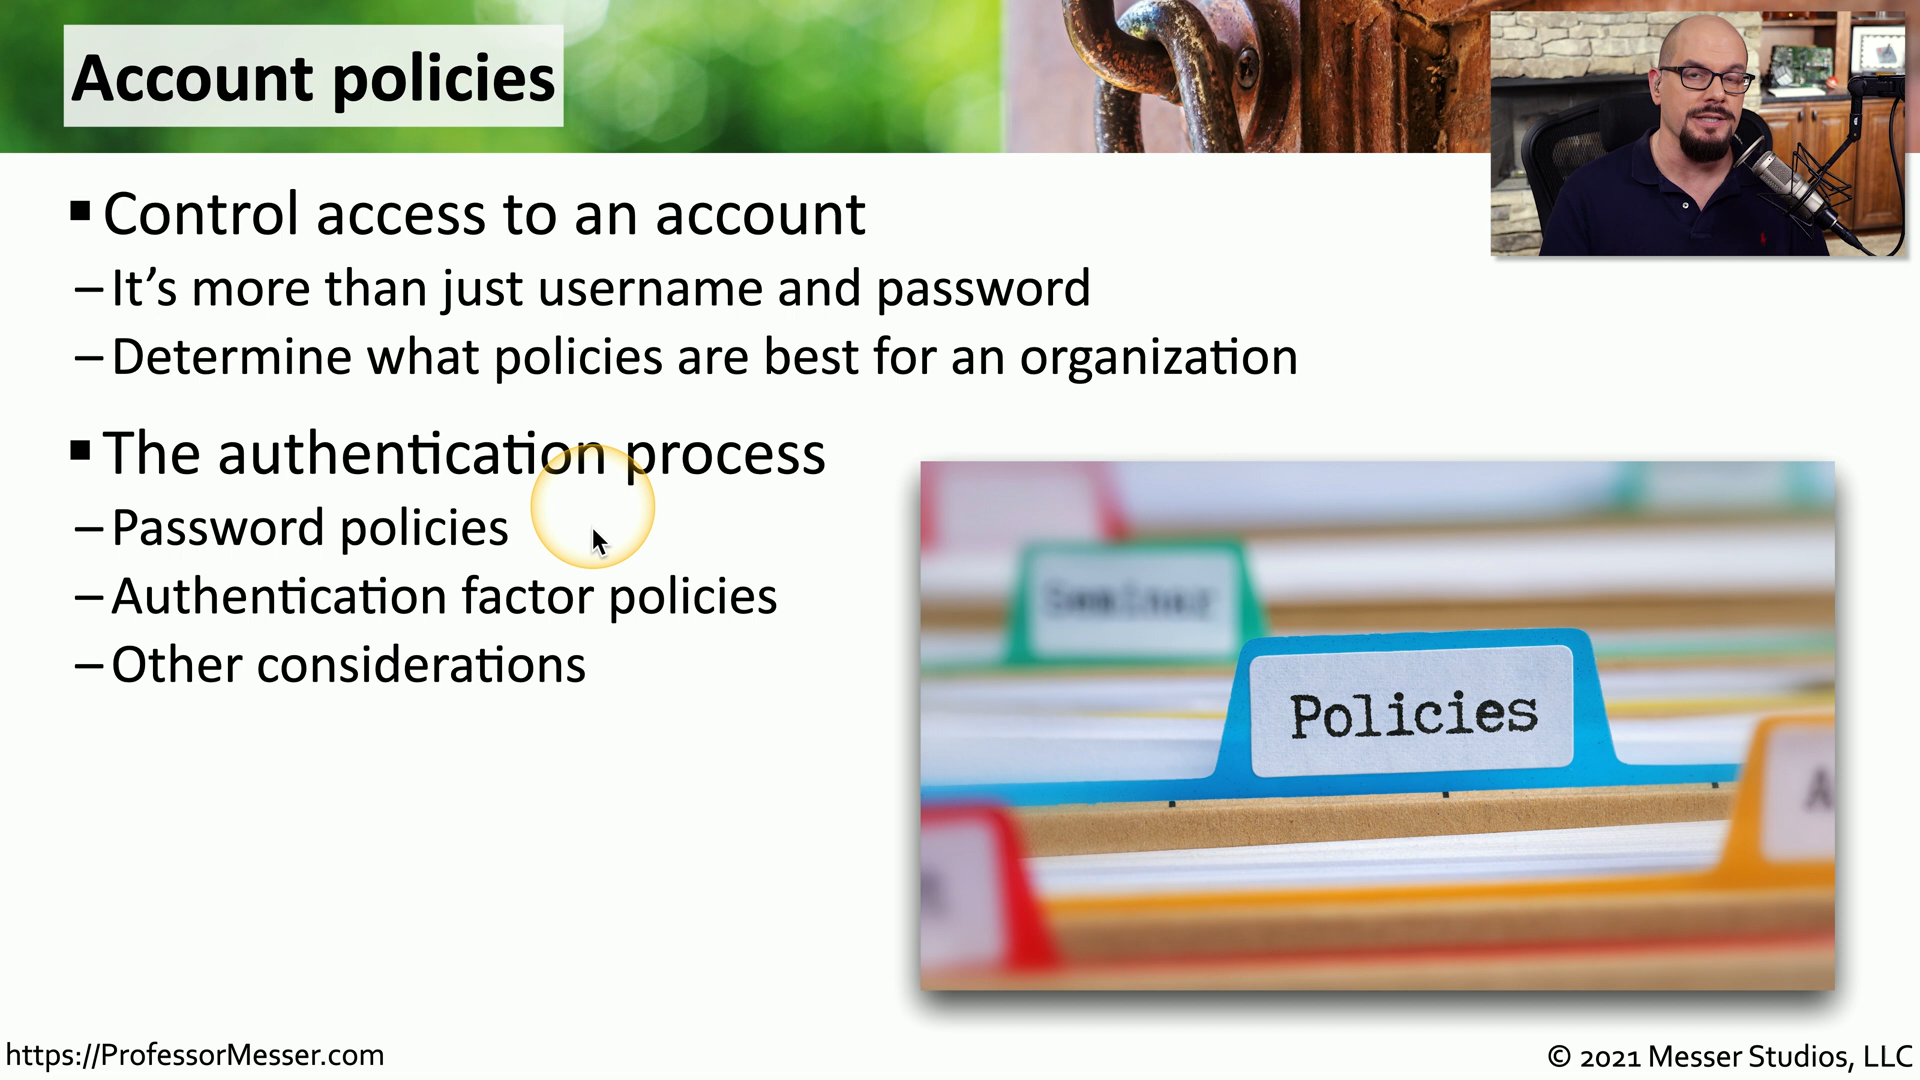 Account policies
▪ Control access to an account
– It's more than just username and password
– Determine what policies are best for an organization
▪ The authentication process
– Password policies
– Authentication factor policies
– Other considerations
Seminar
Policies
A
https://ProfessorMesser.com
© 2021 Messer Studios, LLC